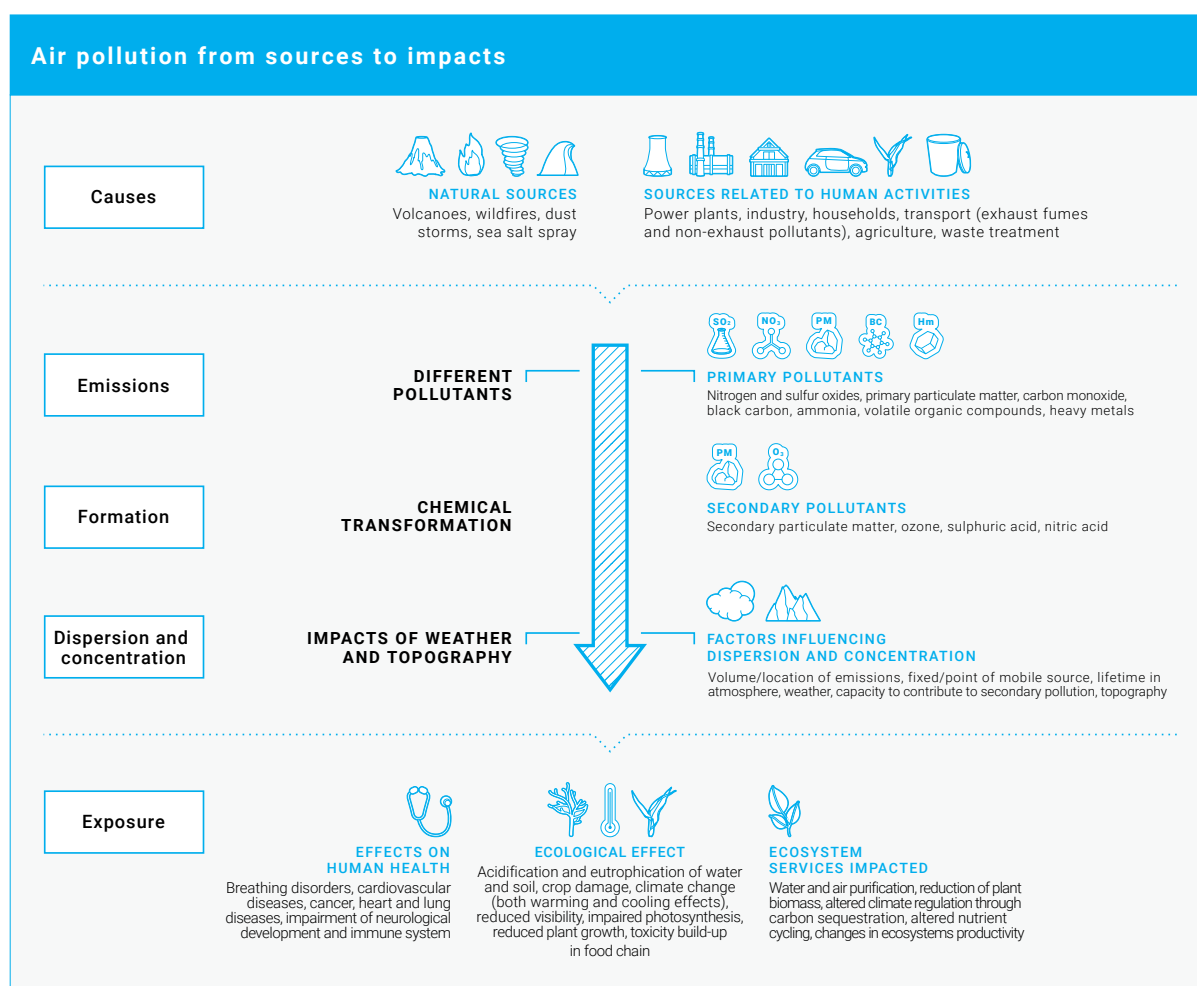 Air pollution from sources to impacts
Causes
NATURAL SOURCES
Volcanoes, wildfires, dust
storms, sea salt spray
SOURCES RELATED TO HUMAN ACTIVITIES
Power plants, industry, households, transport (exhaust fumes
and non-exhaust pollutants), agriculture, waste treatment
Emissions
DIFFERENT
POLLUTANTS
SO₂ NO₂ PM BC Hm
PRIMARY POLLUTANTS
Nitrogen and sulfur oxides, primary particulate matter, carbon monoxide,
black carbon, ammonia, volatile organic compounds, heavy metals
Formation
CHEMICAL
TRANSFORMATION
PM O₃
SECONDARY POLLUTANTS
Secondary particulate matter, ozone, sulphuric acid, nitric acid
Dispersion and
concentration
IMPACTS OF WEATHER
AND TOPOGRAPHY
FACTORS INFLUENCING
DISPERSION AND CONCENTRATION
Volume/location of emissions, fixed/point of mobile source, lifetime in
atmosphere, weather, capacity to contribute to secondary pollution, topography
Exposure
EFFECTS ON
HUMAN HEALTH
Breathing disorders, cardiovascular
diseases, cancer, heart and lung
diseases, impairment of neurological
development and immune system
ECOLOGICAL EFFECT
Acidification and eutrophication of water
and soil, crop damage, climate change
(both warming and cooling effects),
reduced visibility, impaired photosynthesis,
reduced plant growth, toxicity build-up
in food chain
ECOSYSTEM
SERVICES IMPACTED
Water and air purification, reduction of plant
biomass, altered climate regulation through
carbon sequestration, altered nutrient
cycling, changes in ecosystems productivity